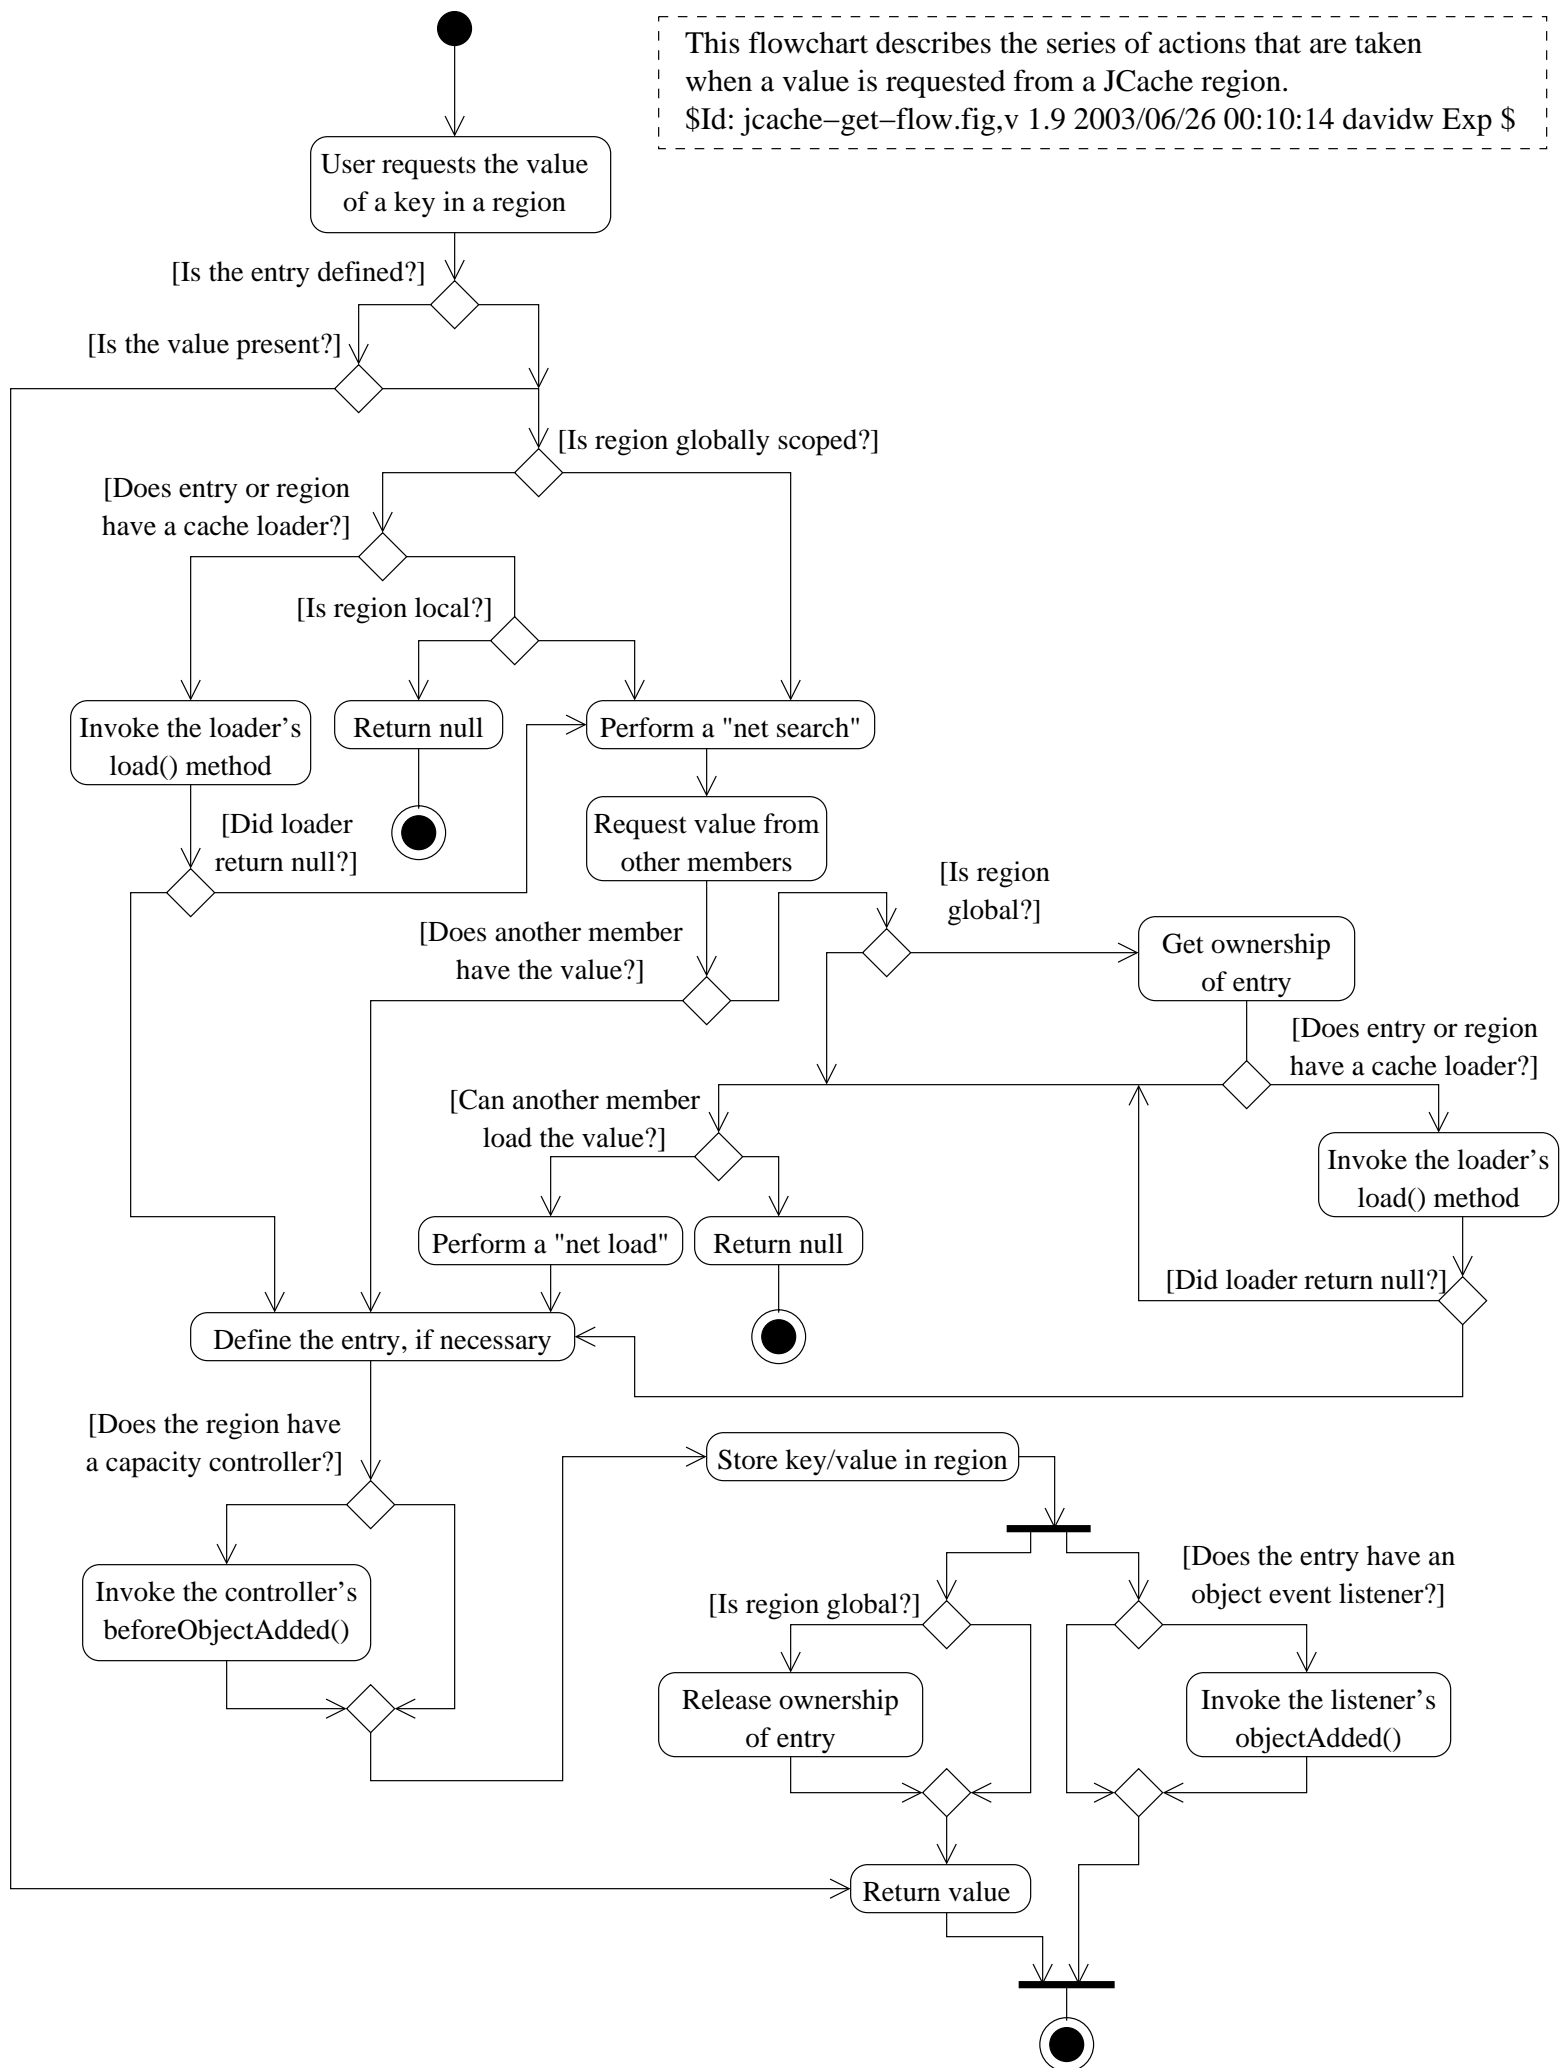 This flowchart describes the series of actions that are taken
when a value is requested from a JCache region.
$Id: jcache−get−flow.fig,v 1.9 2003/06/26 00:10:14 davidw Exp $
User requests the value
of a key in a region
[Is the entry defined?]
[Is the value present?]
[Is region globally scoped?]
[Does entry or region
have a cache loader?]
[Is region local?]
Invoke the loader's
load() method
Return null
Perform a "net search"
[Did loader
return null?]
Request value from
other members
[Is region
global?]
[Does another member
have the value?]
Get ownership
of entry
[Does entry or region
have a cache loader?]
[Can another member
load the value?]
Invoke the loader's
load() method
Perform a "net load"
Return null
[Did loader return null?]
Define the entry, if necessary
[Does the region have
a capacity controller?]
Store key/value in region
[Does the entry have an
object event listener?]
Invoke the controller's
beforeObjectAdded()
[Is region global?]
Release ownership
of entry
Invoke the listener's
objectAdded()
Return value